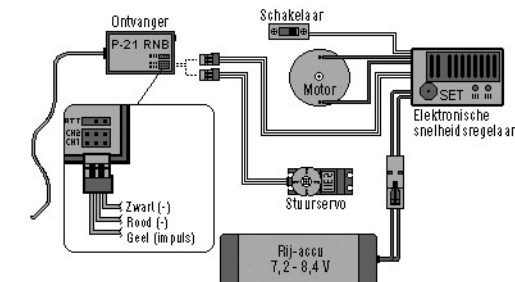 Ontvanger
Schakelaar
P-21 RNB
Motor
SET
Elektronische
snelheidsregelaar
ATT
CH2
CH1
Stuurservo
Zwart (-)
Rood (-)
Geel (impuls)
Rij-accu
7,2 - 8,4 V